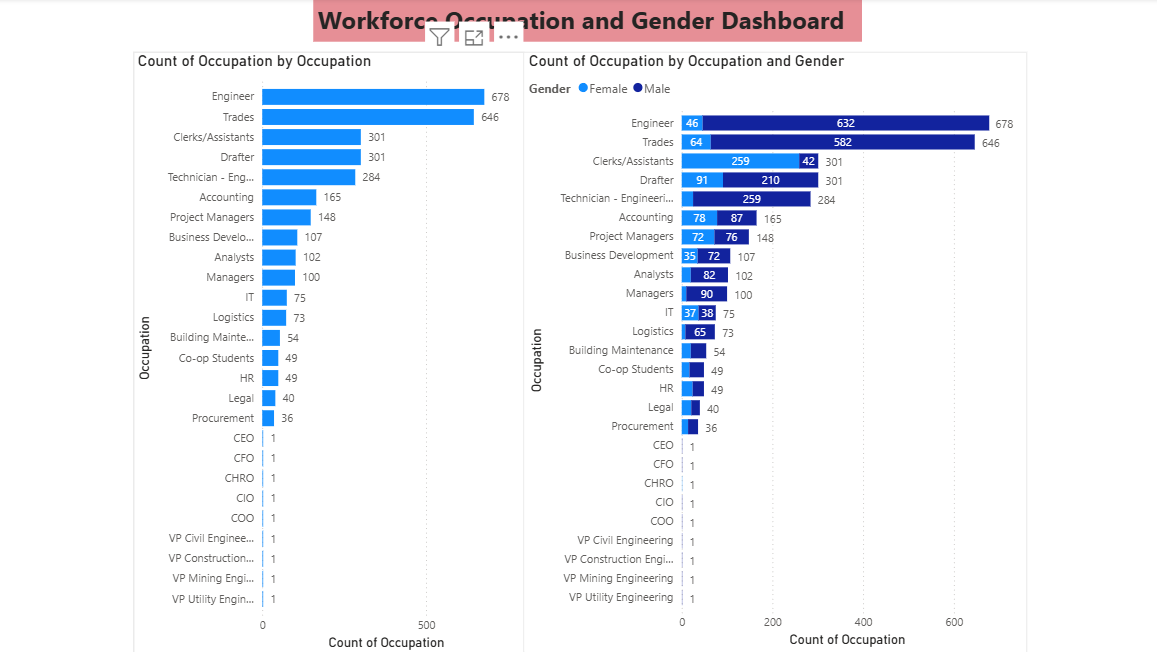 Workforce Occupation and Gender Dashboard
Count of Occupation by Occupation
Engineer 678
Trades 646
Clerks/Assistants 301
Drafter 301
Technician - Eng... 284
Accounting 165
Project Managers 148
Business Develo... 107
Analysts 102
Managers 100
IT 75
Logistics 73
Building Mainte... 54
Co-op Students 49
HR 49
Legal 40
Procurement 36
CEO 1
CFO 1
CHRO 1
CIO 1
COO 1
VP Civil Enginee... 1
VP Construction... 1
VP Mining Engi... 1
VP Utility Engin... 1
Occupation
0 500
Count of Occupation
Count of Occupation by Occupation and Gender
Gender Female Male
Engineer 46 632 678
Trades 64 582 646
Clerks/Assistants 259 42 301
Drafter 91 210 301
Technician - Engineeri... 259 284
Accounting 78 87 165
Project Managers 72 76 148
Business Development 35 72 107
Analysts 82 102
Managers 90 100
IT 37 38 75
Logistics 65 73
Building Maintenance 54
Co-op Students 49
HR 49
Legal 40
Procurement 36
CEO 1
CFO 1
CHRO 1
CIO 1
COO 1
VP Civil Engineering 1
VP Construction Engi... 1
VP Mining Engineering 1
VP Utility Engineering 1
Occupation
0 200 400 600
Count of Occupation